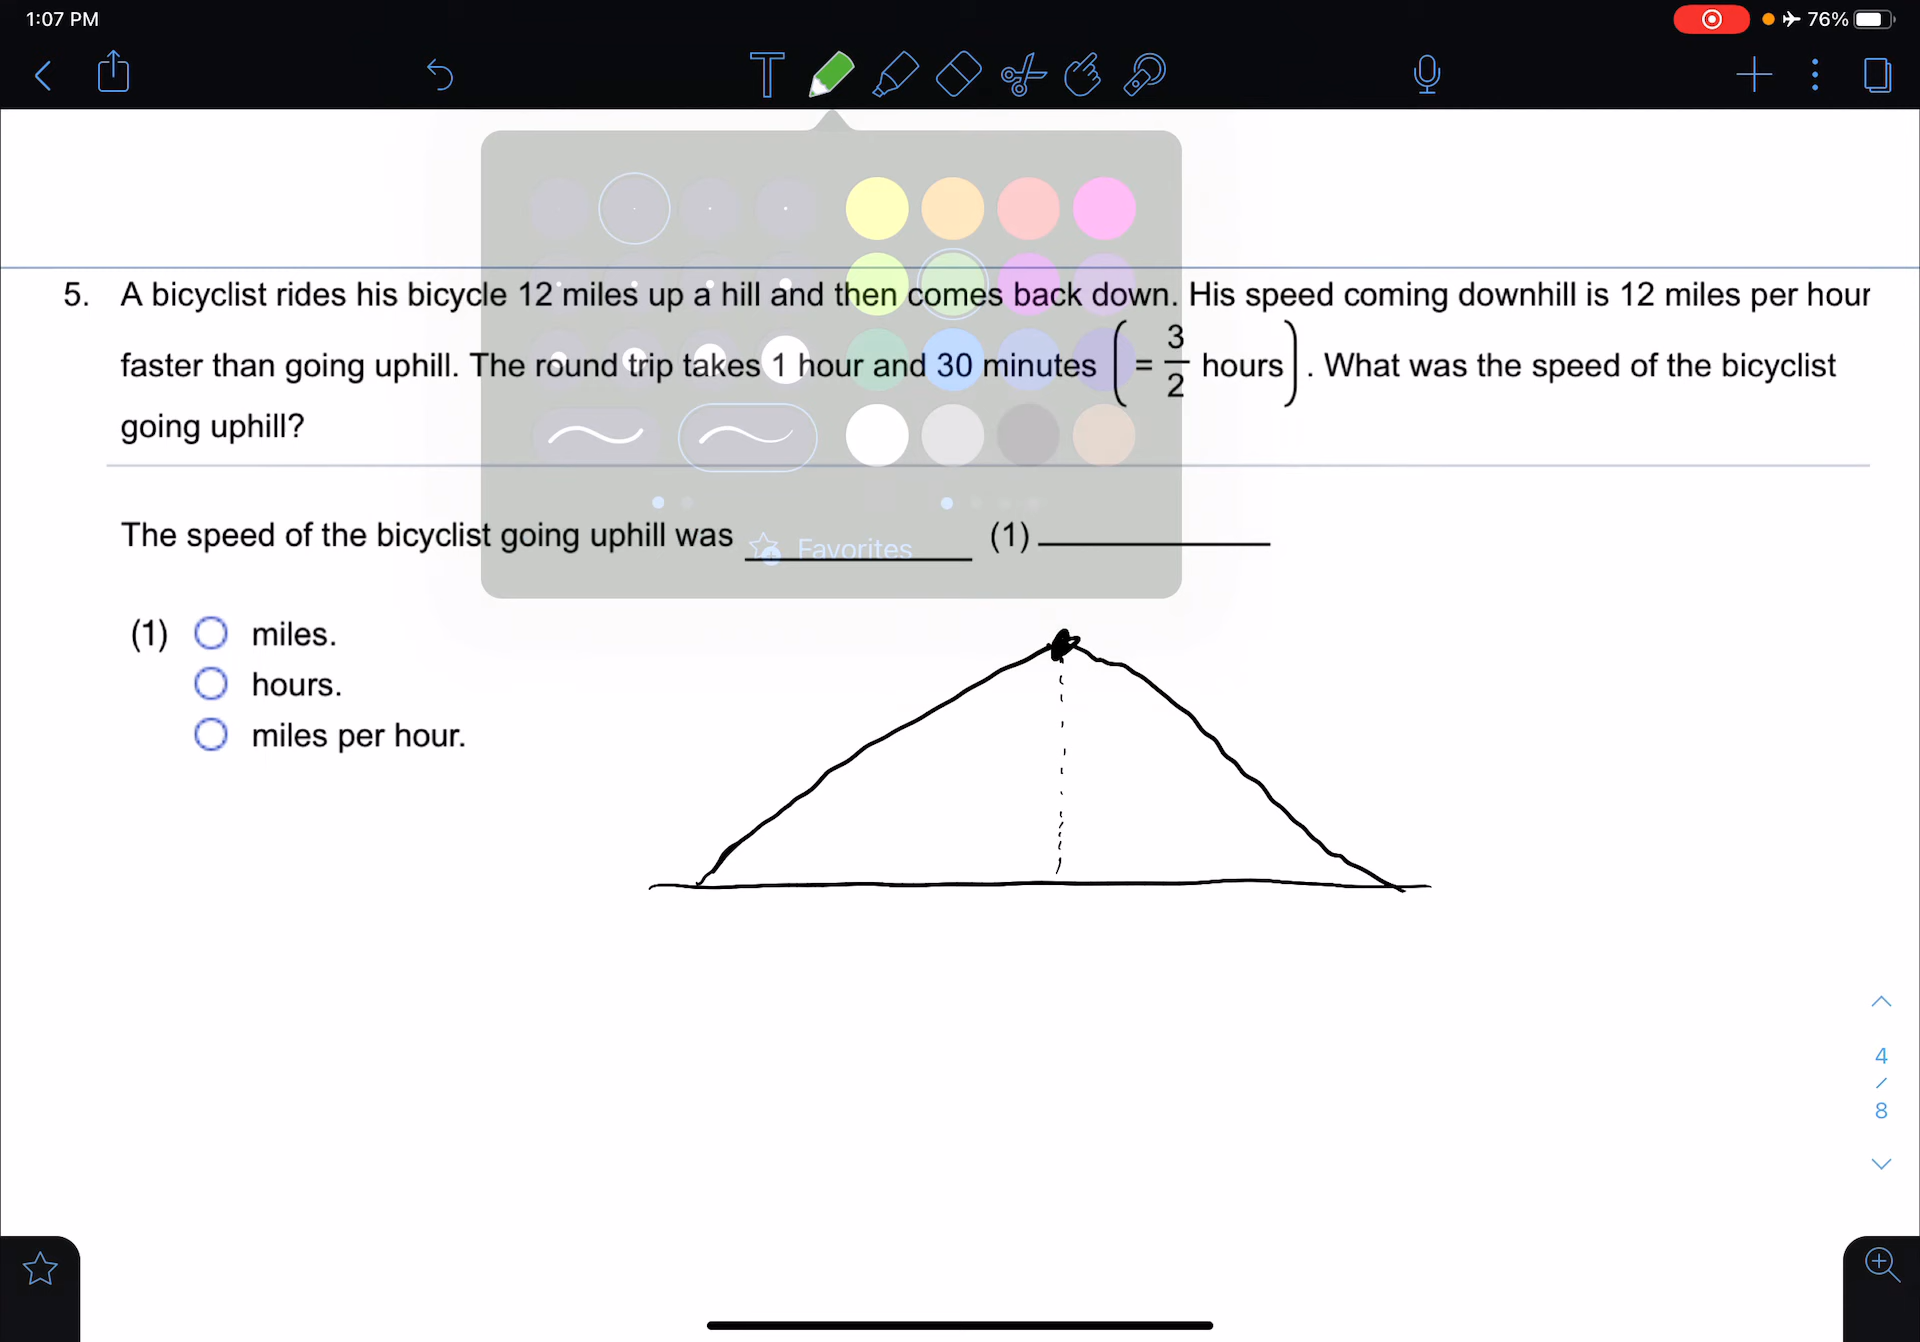 1:07 PM
76%
T
5. A bicyclist rides his bicycle 12 miles up a hill and then comes back down. His speed coming downhill is 12 miles per hour
faster than going uphill. The round trip takes 1 hour and 30 minutes (= 3/2 hours). What was the speed of the bicyclist
going uphill?
The speed of the bicyclist going uphill was ________ (1) ________
Favorites
(1) miles.
hours.
miles per hour.
4
/
8